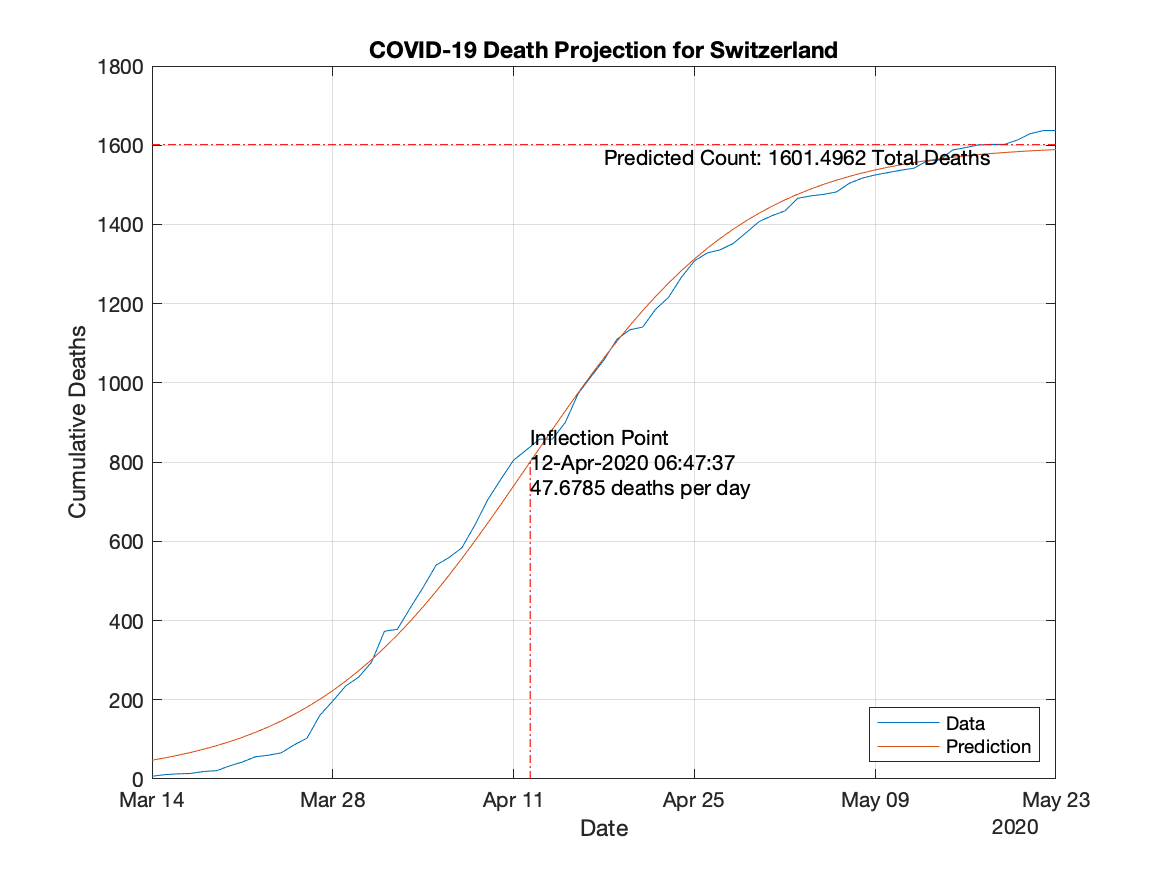 COVID-19 Death Projection for Switzerland
1800
1600
1400
1200
1000
800
600
400
200
0
Cumulative Deaths
Predicted Count: 1601.4962 Total Deaths
Inflection Point
12-Apr-2020 06:47:37
47.6785 deaths per day
Data
Prediction
Mar 14 Mar 28 Apr 11 Apr 25 May 09 May 23
Date
2020